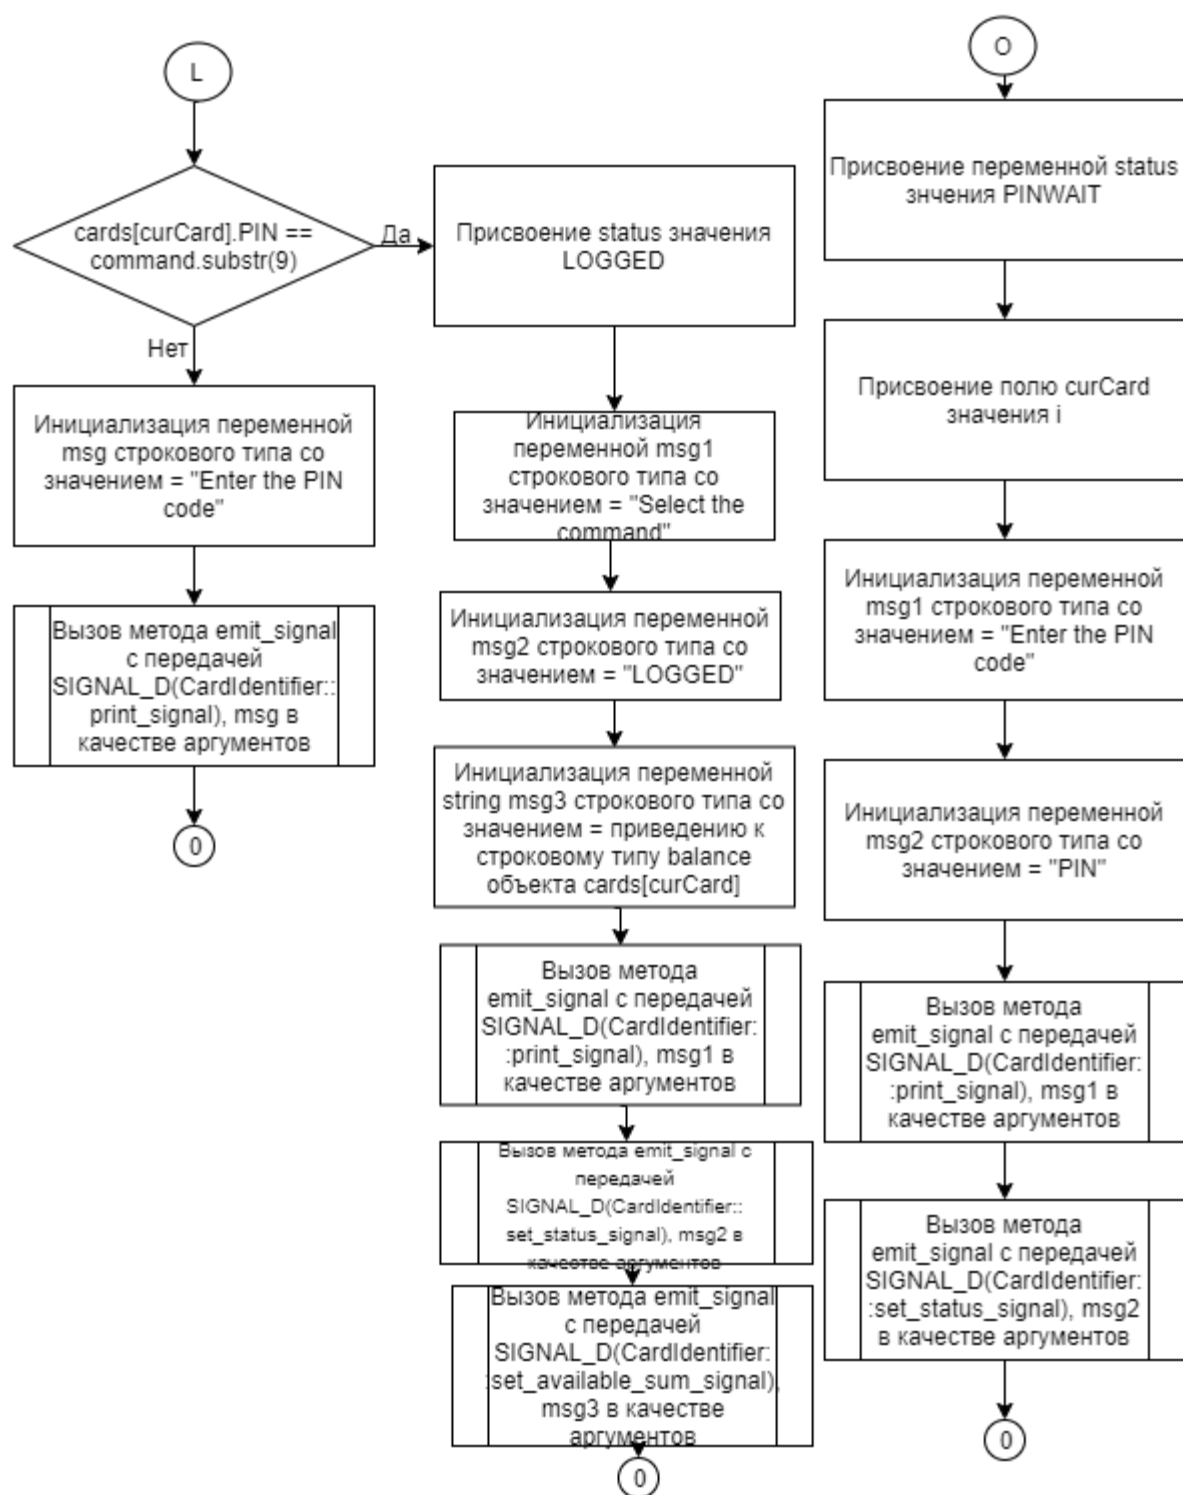 L
cards[curCard].PIN ==
command.substr(9)
Да
Нет
Инициализация переменной
msg строкового типа со
значением = "Enter the PIN
code"
Вызов метода emit_signal
с передачей
SIGNAL_D(CardIdentifier::
print_signal), msg в
качестве аргументов
0
Присвоение status значения
LOGGED
Инициализация
переменной msg1
строкового типа со
значением = "Select the
command"
Инициализация переменной
msg2 строкового типа со
значением = "LOGGED"
Инициализация переменной
string msg3 строкового типа со
значением = приведению к
строковому типу balance
объекта cards[curCard]
Вызов метода
emit_signal с передачей
SIGNAL_D(CardIdentifier:
:print_signal), msg1 в
качестве аргументов
Вызов метода emit_signal с
передачей
SIGNAL_D(CardIdentifier::
set_status_signal), msg2 в
качестве аргументов
Вызов метода emit_signal
с передачей
SIGNAL_D(CardIdentifier:
:set_available_sum_signal),
msg3 в качестве
аргументов
0
O
Присвоение переменной status
знчения PINWAIT
Присвоение полю curCard
значения i
Инициализация переменной
msg1 строкового типа со
значением = "Enter the PIN
code"
Инициализация переменной
msg2 строкового типа со
значением = "PIN"
Вызов метода
emit_signal с передачей
SIGNAL_D(CardIdentifier:
:print_signal), msg1 в
качестве аргументов
Вызов метода
emit_signal с передачей
SIGNAL_D(CardIdentifier:
:set_status_signal), msg2
в качестве аргументов
0